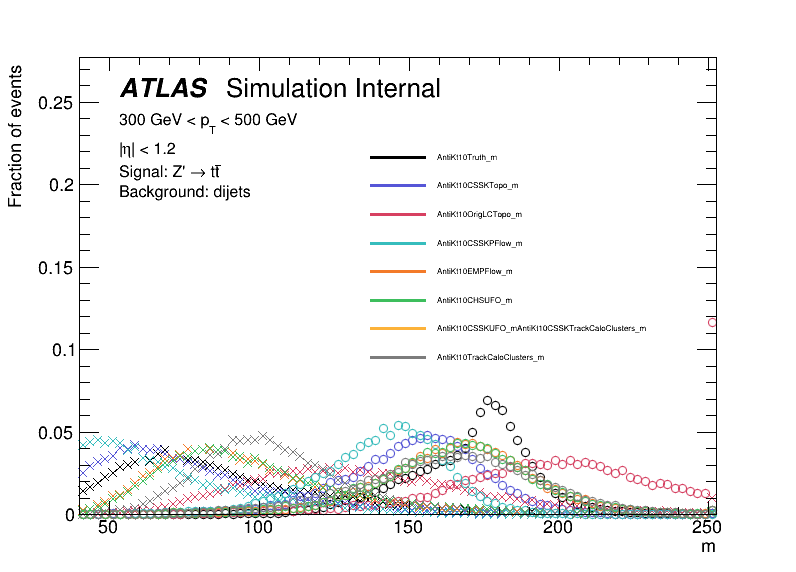 ATLAS Simulation Internal
300 GeV < p_T < 500 GeV
|η| < 1.2
Signal: Z' → tt̄
Background: dijets
AntiKt10Truth_m
AntiKt10CSSKTopo_m
AntiKt10OrigLCTopo_m
AntiKt10CSSKPFlow_m
AntiKt10EMPFlow_m
AntiKt10CHSUFO_m
AntiKt10CSSKUFO_mAntiKt10CSSKTrackCaloClusters_m
AntiKt10TrackCaloClusters_m
Fraction of events
0.25
0.2
0.15
0.1
0.05
0
50 100 150 200 250
m